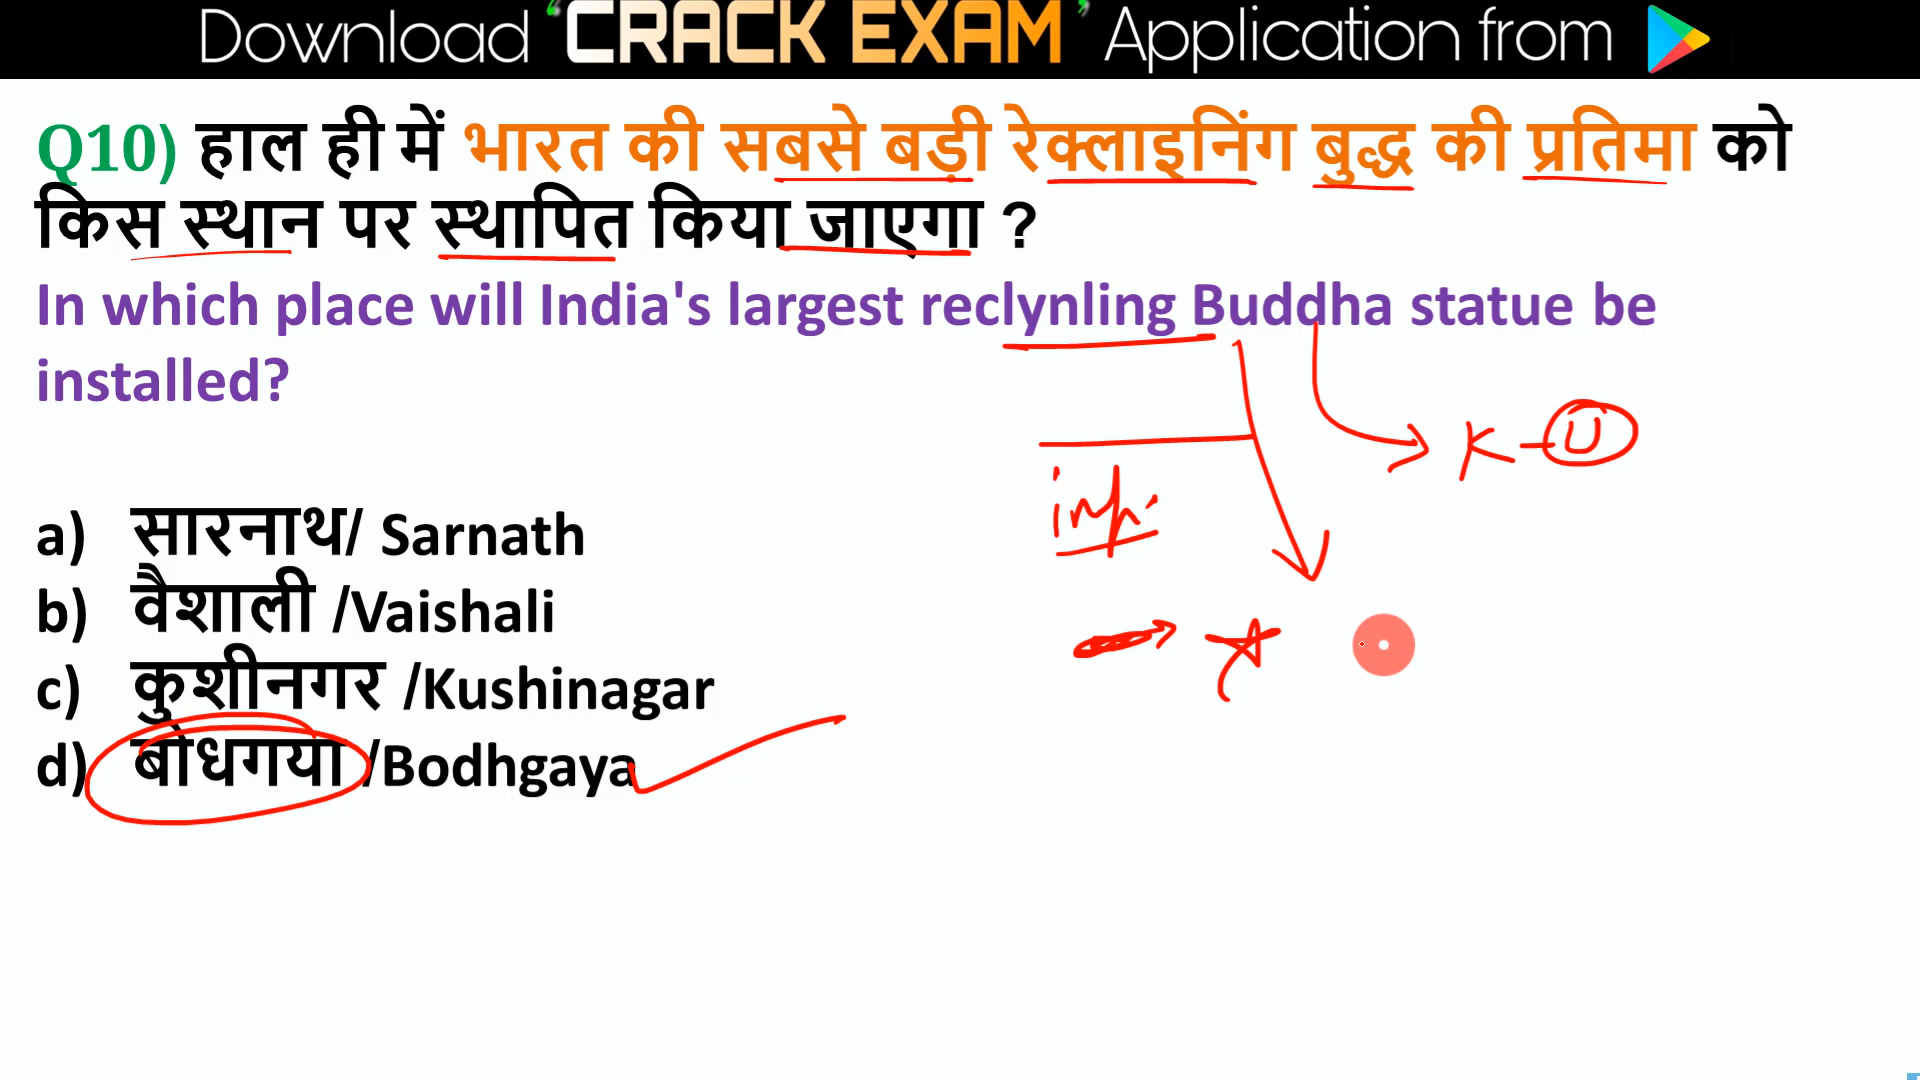 Download 'CRACK EXAM' Application from
Q10) हाल ही में भारत की सबसे बड़ी रेक्लाइनिंग बुद्ध की प्रतिमा को
किस स्थान पर स्थापित किया जाएगा ?
In which place will India's largest reclynling Buddha statue be
installed?
K-U
imp.
a) सारनाथ/ Sarnath
b) वैशाली /Vaishali
c) कुशीनगर /Kushinagar
d) बोधगया /Bodhgaya